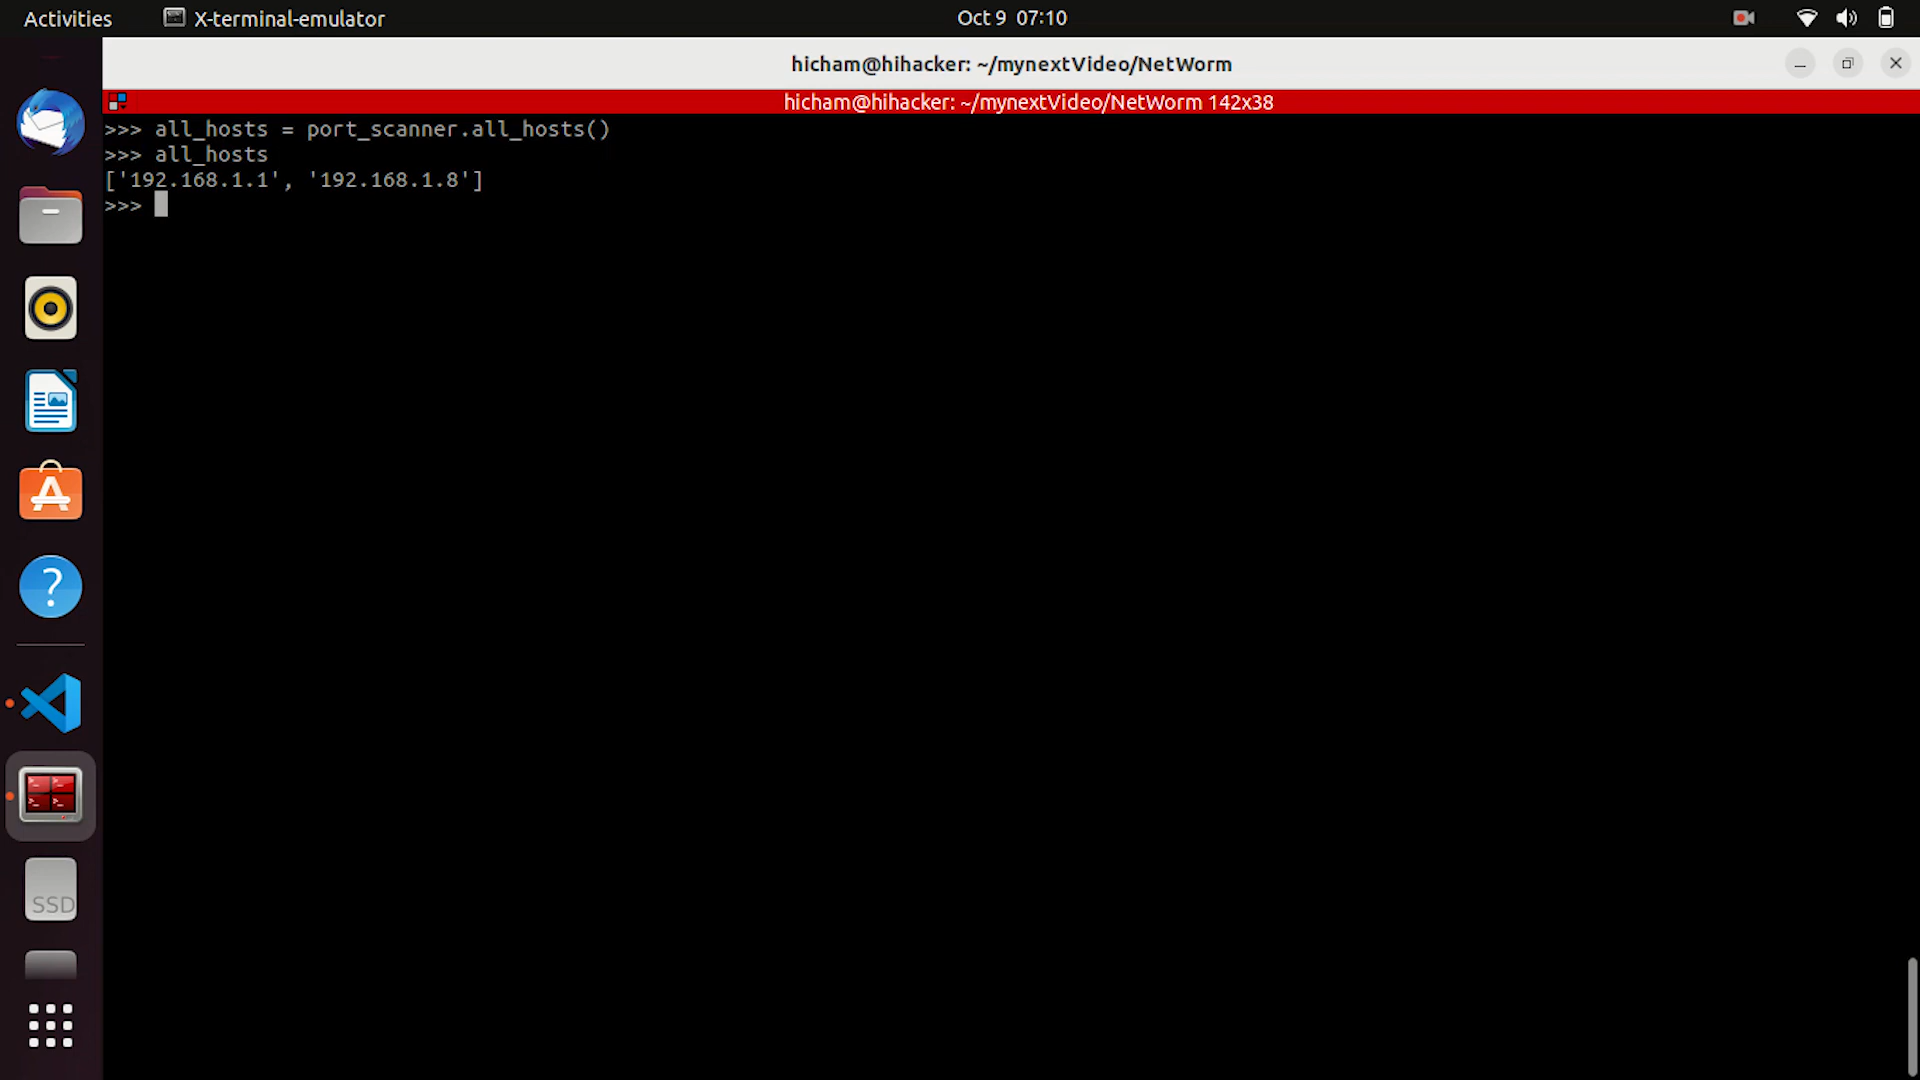 Activities
X-terminal-emulator
Oct 9 07:10
hicham@hihacker: ~/mynextVideo/NetWorm
hicham@hihacker: ~/mynextVideo/NetWorm 142x38
>>> all_hosts = port_scanner.all_hosts()
>>> all_hosts
['192.168.1.1', '192.168.1.8']
>>>
SSD